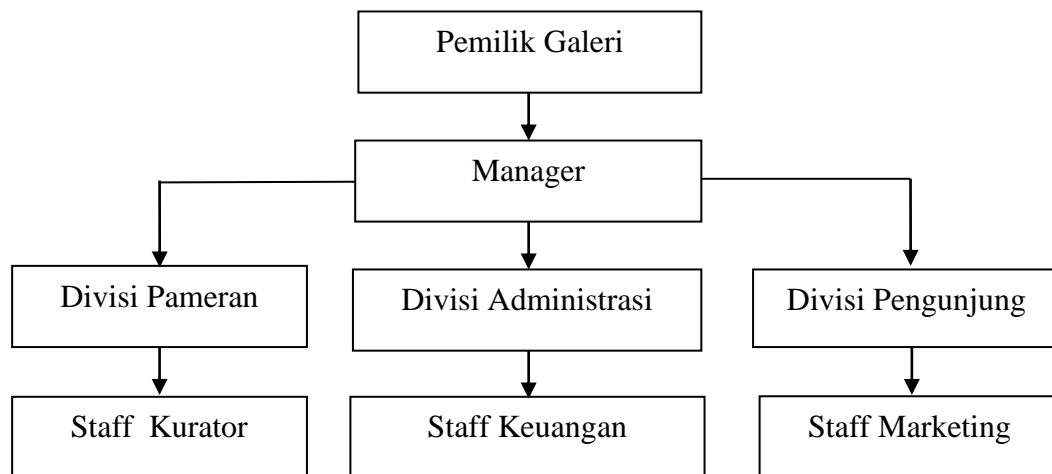 Pemilik Galeri
Manager
Divisi Pameran
Divisi Administrasi
Divisi Pengunjung
Staff  Kurator
Staff Keuangan
Staff Marketing